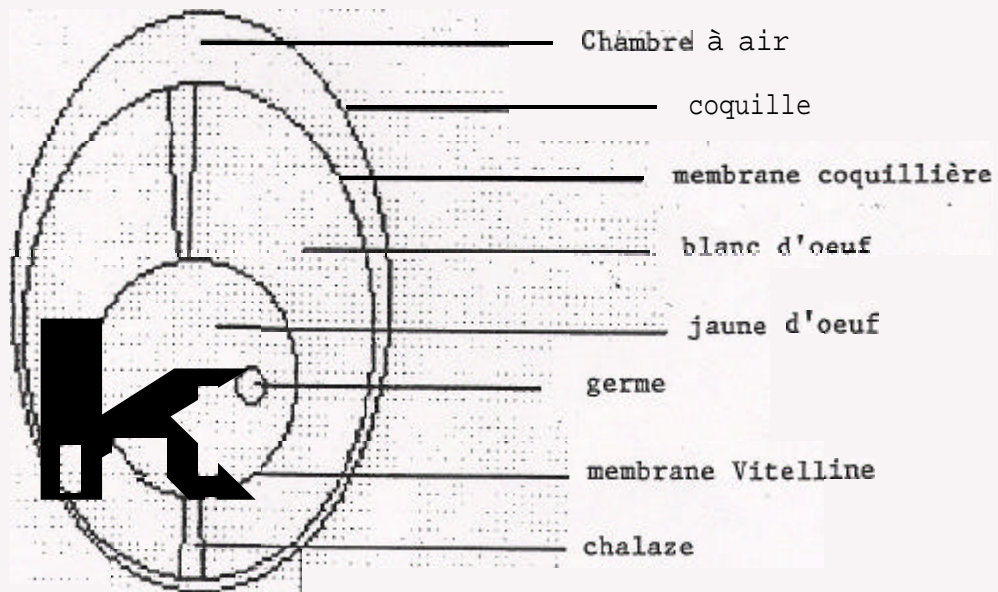 Chambre à air
coquille
membrane coquillière
blanc d'oeuf
jaune d'oeuf
germe
membrane Vitelline
chalaze